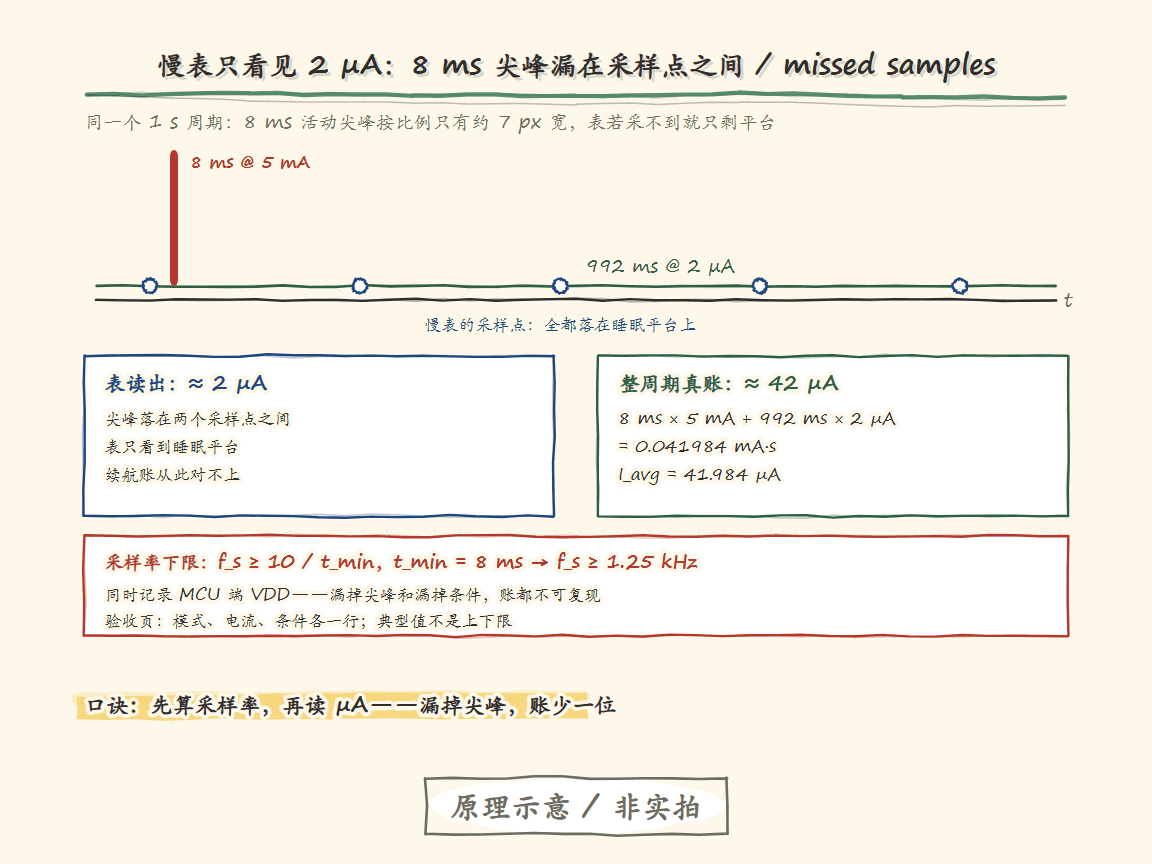 慢表只看见 2 μA：8 ms 尖峰漏在采样点之间 / missed samples
同一个 1 s 周期：8 ms 活动尖峰按比例只有约 7 px 宽，表若采不到就只剩平台
8 ms @ 5 mA
992 ms @ 2 μA
t
慢表的采样点：全都落在睡眠平台上
表读出：≈ 2 μA
尖峰落在两个采样点之间
表只看到睡眠平台
续航账从此对不上
整周期真账：≈ 42 μA
8 ms × 5 mA + 992 ms × 2 μA
= 0.041984 mA·s
I_avg = 41.984 μA
采样率下限：f_s ≥ 10 / t_min，t_min = 8 ms → f_s ≥ 1.25 kHz
同时记录 MCU 端 VDD——漏掉尖峰和漏掉条件，账都不可复现
验收页：模式、电流、条件各一行；典型值不是上下限
口诀：先算采样率，再读 μA——漏掉尖峰，账少一位
原理示意 / 非实拍